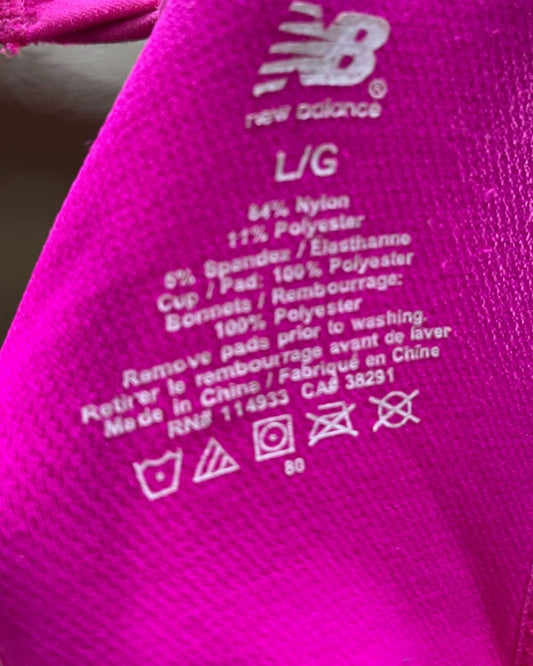 NB
®
new balance
L/G
84% Nylon
11% Polyester
5% Spandex / Elasthanne
Cup / Pad: 100% Polyester
Bonnets / Rembourrage:
100% Polyester
Remove pads prior to washing.
Retirer le rembourrage avant de laver
Made in China / Fabriqué en Chine
RN# 114933 CA# 38291
80